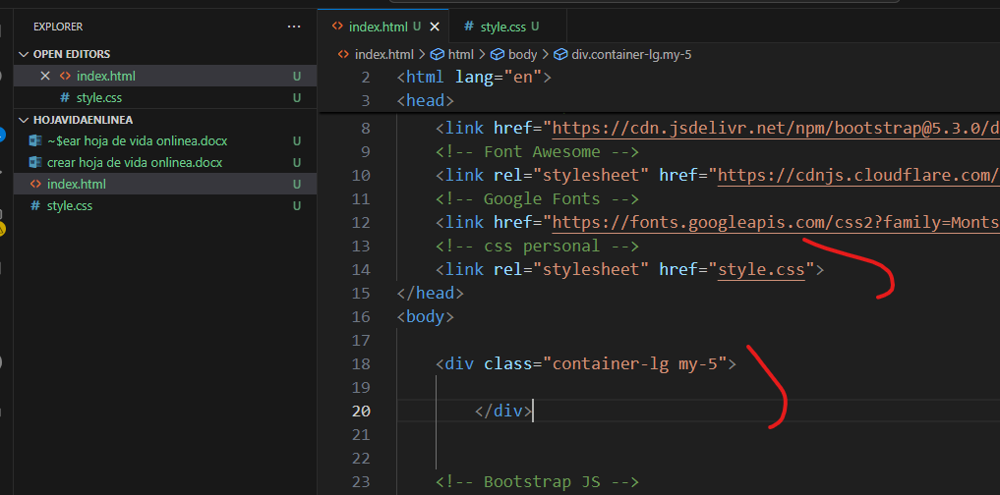 EXPLORER ···
OPEN EDITORS
index.html U
style.css U
HOJAVIDAENLINEA
~$ear hoja de vida onlinea.docx U
crear hoja de vida onlinea.docx U
index.html U
style.css U
index.html U
style.css U
index.html > html > body > div.container-lg.my-5
2 <html lang="en">
3 <head>
8 <link href="https://cdn.jsdelivr.net/npm/bootstrap@5.3.0/d
9 <!-- Font Awesome -->
10 <link rel="stylesheet" href="https://cdnjs.cloudflare.com/
11 <!-- Google Fonts -->
12 <link href="https://fonts.googleapis.com/css2?family=Monts
13 <!-- css personal -->
14 <link rel="stylesheet" href="style.css">
15 </head>
16 <body>
17
18 <div class="container-lg my-5">
19
20 </div>
21
22
23 <!-- Bootstrap JS -->